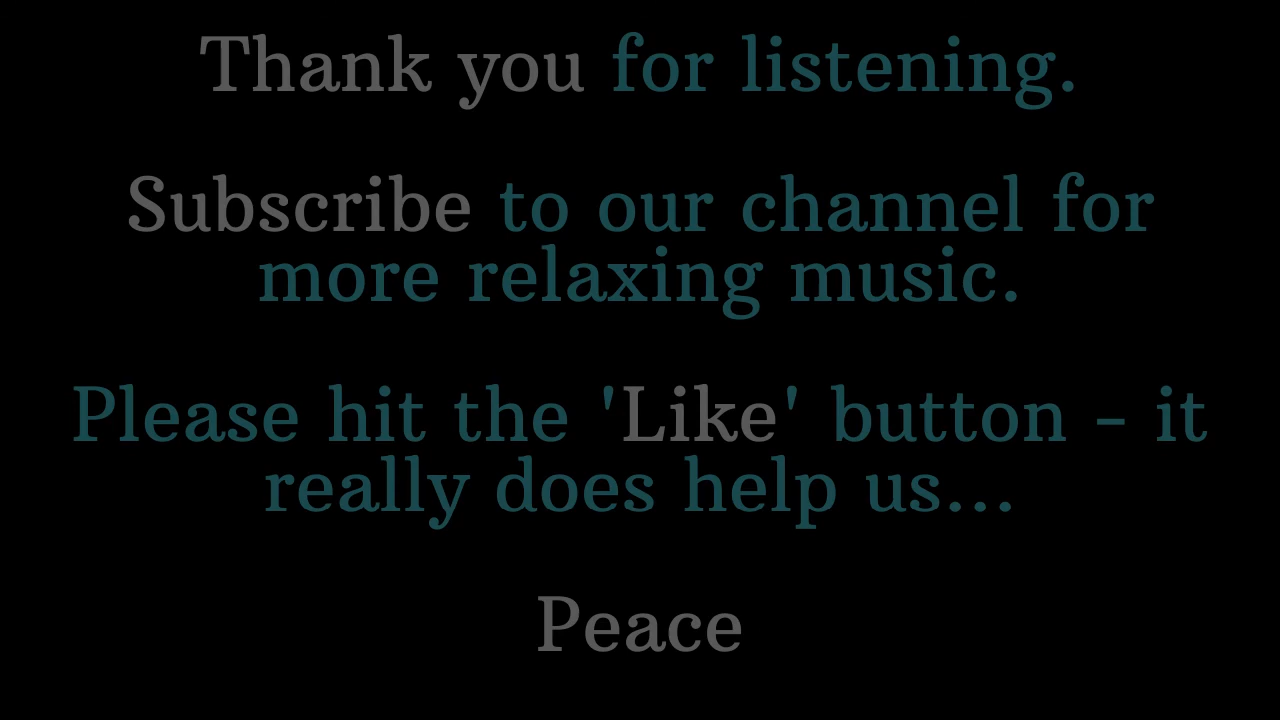 Thank you for listening.
Subscribe to our channel for
more relaxing music.
Please hit the 'Like' button - it
really does help us...
Peace